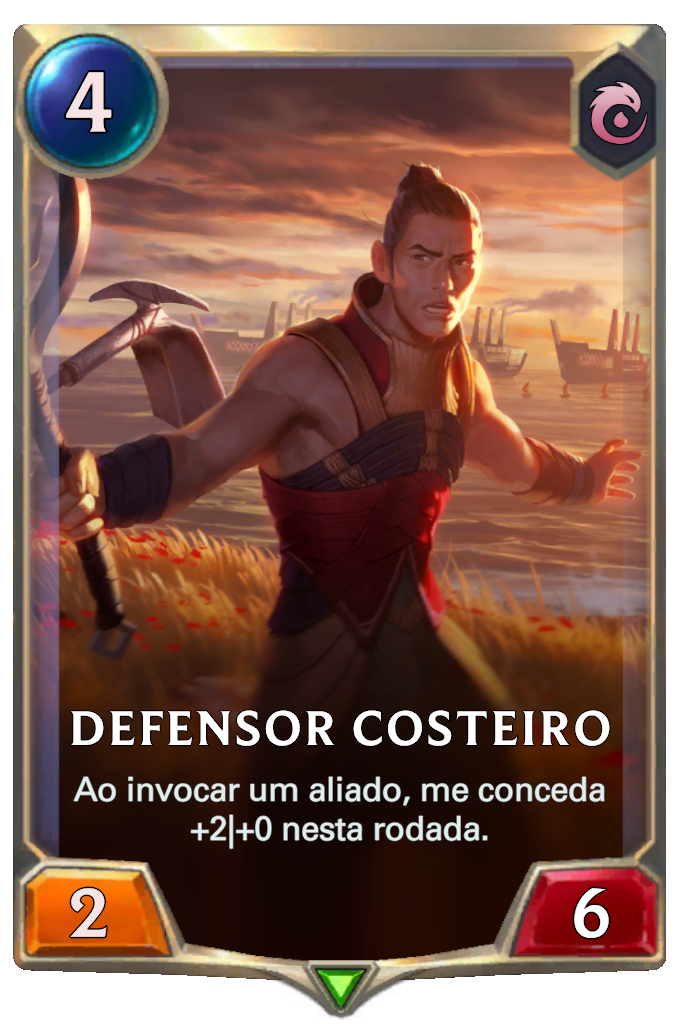 4
DEFENSOR COSTEIRO
Ao invocar um aliado, me conceda
+2|+0 nesta rodada.
2
6